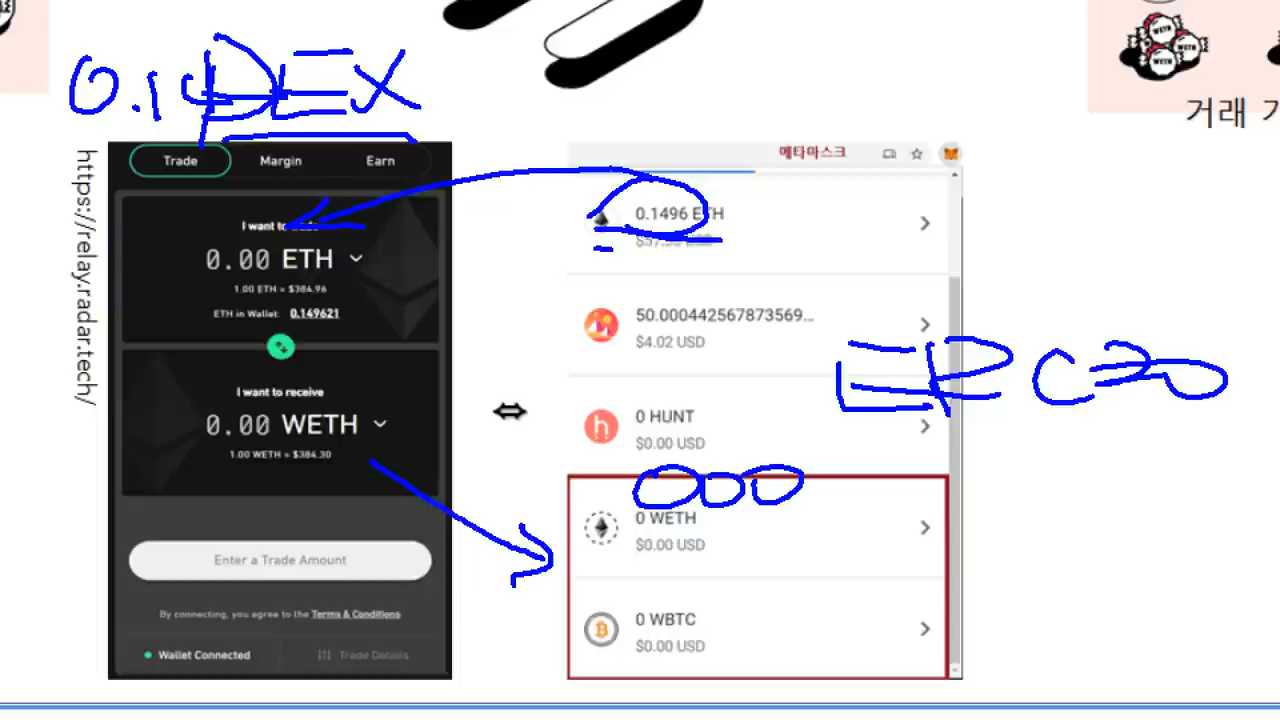 WETH
WETH
WETH
거래
0.1
DEX
https://relay.radar.tech/
Trade
Margin
Earn
I want to
0.00 ETH
1.00 ETH = $384.96
ETH in Wallet: 0.149621
I want to receive
0.00 WETH
1.00 WETH = $384.30
Enter a Trade Amount
By connecting, you agree to the Terms & Conditions
Wallet Connected
Trade Details
메타마스크
0.1496 ETH
50.000442567873569...
$4.02 USD
0 HUNT
$0.00 USD
ERC20
000
0 WETH
$0.00 USD
0 WBTC
$0.00 USD